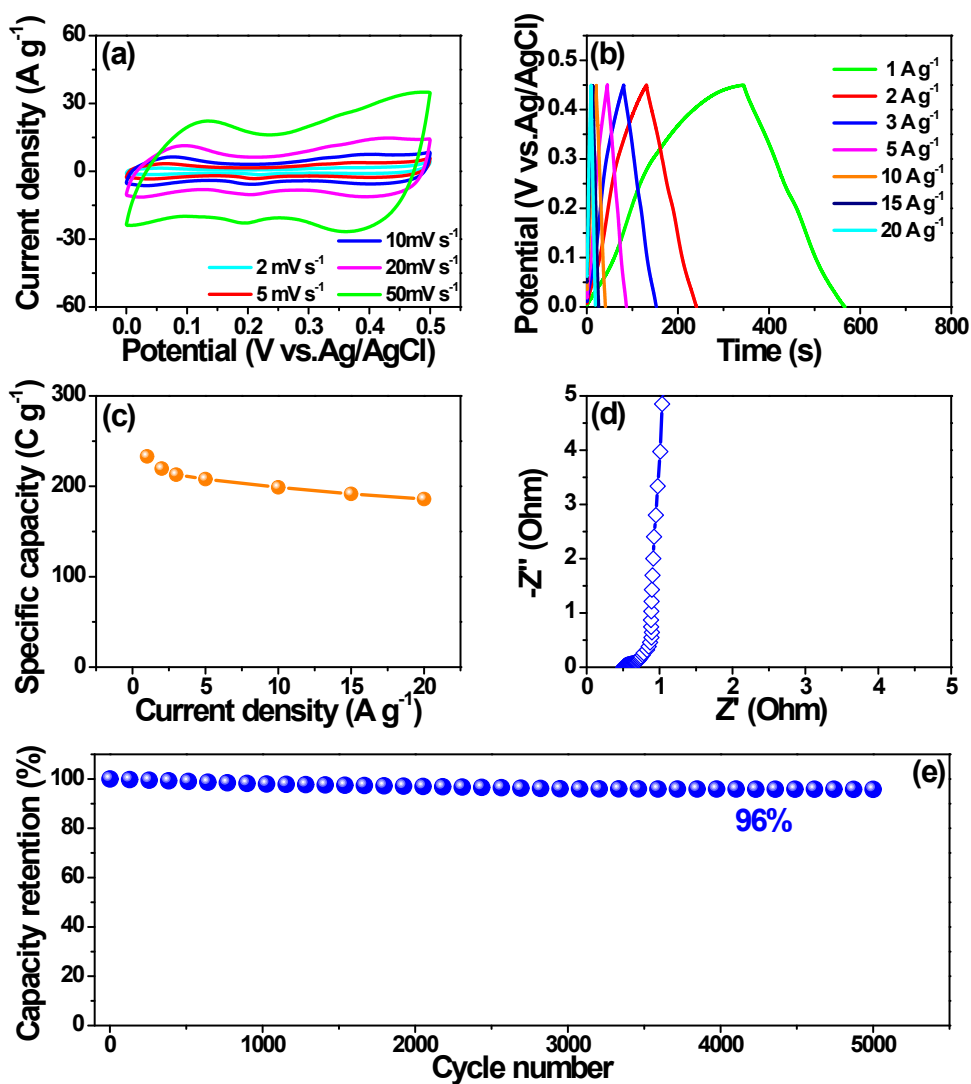 (a)
Current density (A g⁻¹)
60
30
0
-30
-60
10mV s⁻¹
2 mV s⁻¹
20mV s⁻¹
5 mV s⁻¹
50mV s⁻¹
0.0 0.1 0.2 0.3 0.4 0.5
Potential (V vs.Ag/AgCl)
(b)
Potential (V vs.Ag/AgCl)
0.5
0.4
0.3
0.2
0.1
0.0
1 A g⁻¹
2 A g⁻¹
3 A g⁻¹
5 A g⁻¹
10 A g⁻¹
15 A g⁻¹
20 A g⁻¹
0 200 400 600 800
Time (s)
(c)
Specific capacity (C g⁻¹)
300
200
100
0
0 5 10 15 20
Current density (A g⁻¹)
(d)
-Z'' (Ohm)
5
4
3
2
1
0
0 1 2 3 4 5
Z' (Ohm)
(e)
Capacity retention (%)
100
80
60
40
20
0
96%
0 1000 2000 3000 4000 5000
Cycle number